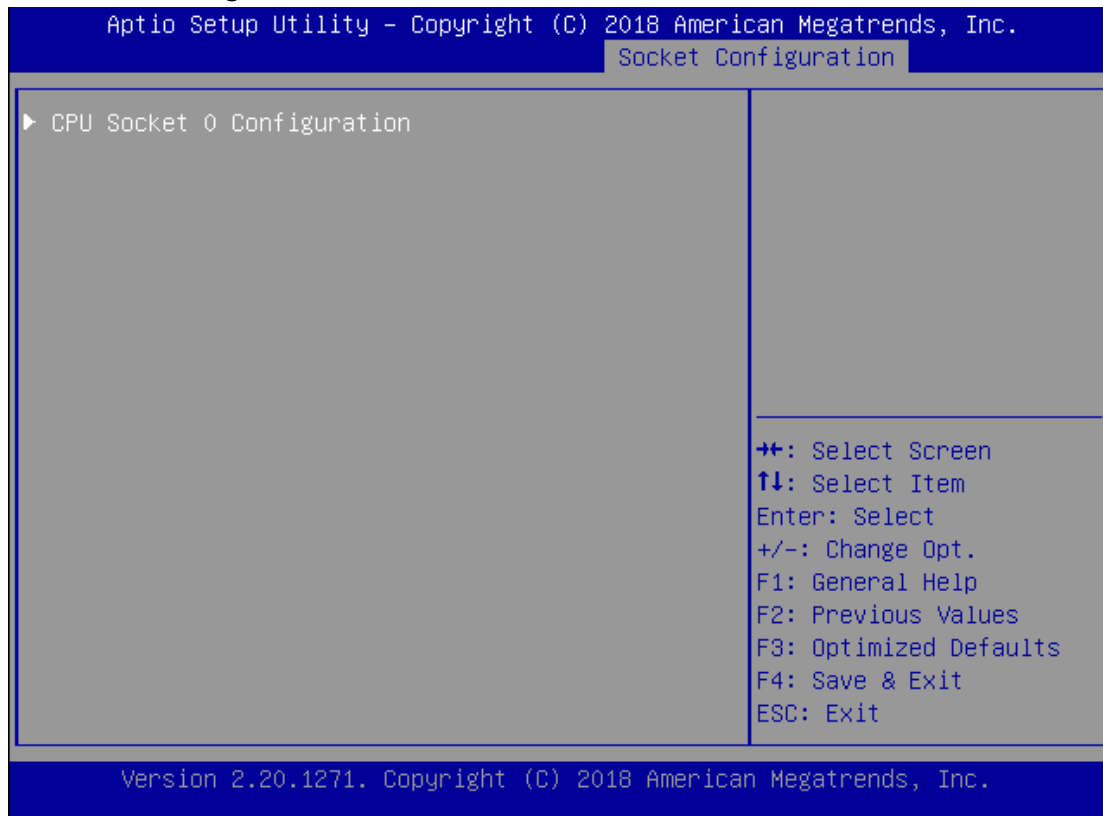 Aptio Setup Utility – Copyright (C) 2018 American Megatrends, Inc.
Socket Configuration
▶ CPU Socket 0 Configuration
→←: Select Screen
↑↓: Select Item
Enter: Select
+/-: Change Opt.
F1: General Help
F2: Previous Values
F3: Optimized Defaults
F4: Save & Exit
ESC: Exit
Version 2.20.1271. Copyright (C) 2018 American Megatrends, Inc.